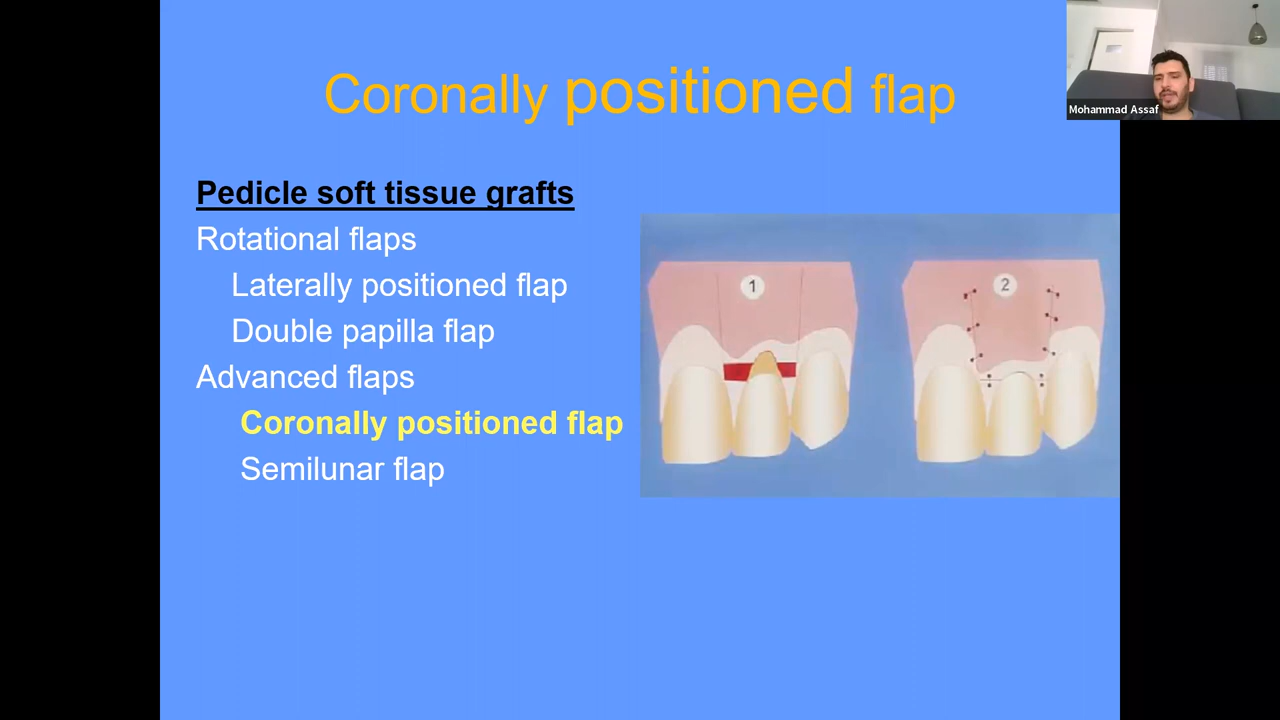 Coronally positioned flap
Mohammad Assaf
Pedicle soft tissue grafts
Rotational flaps
Laterally positioned flap
Double papilla flap
Advanced flaps
Coronally positioned flap
Semilunar flap
1
2